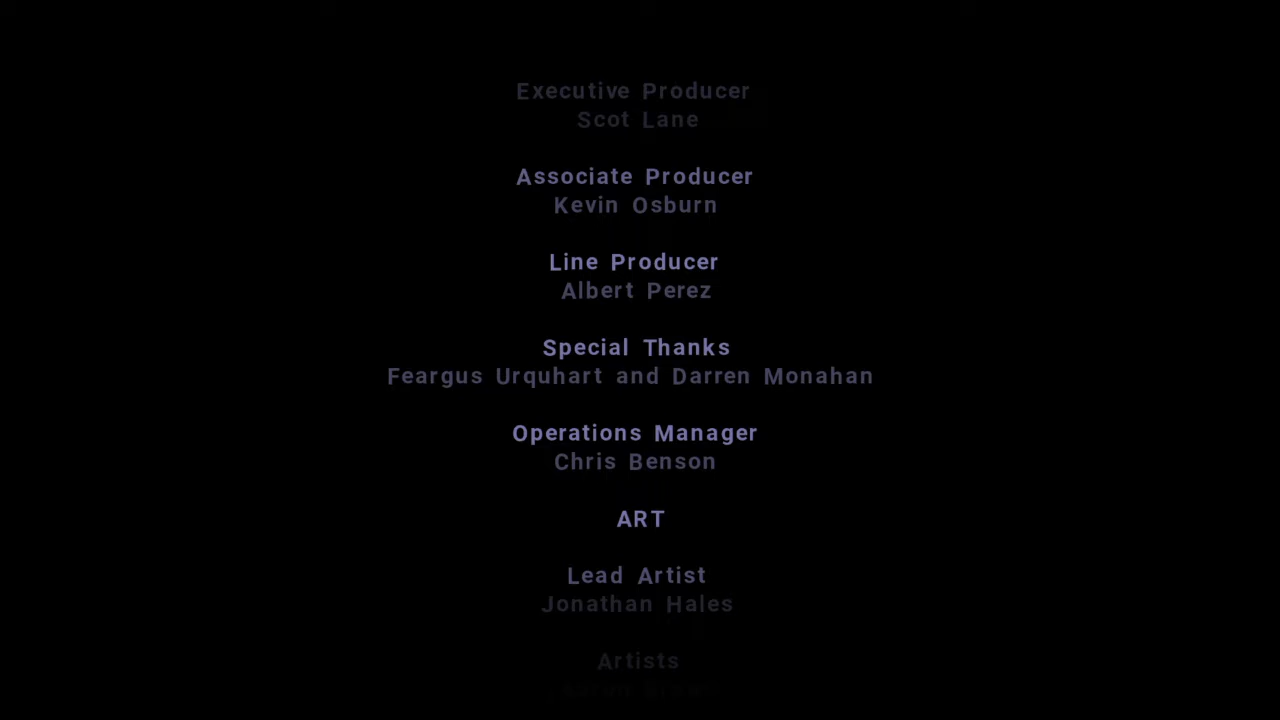 Executive Producer
Scot Lane
Associate Producer
Kevin Osburn
Line Producer
Albert Perez
Special Thanks
Feargus Urquhart and Darren Monahan
Operations Manager
Chris Benson
ART
Lead Artist
Jonathan Hales
Artists